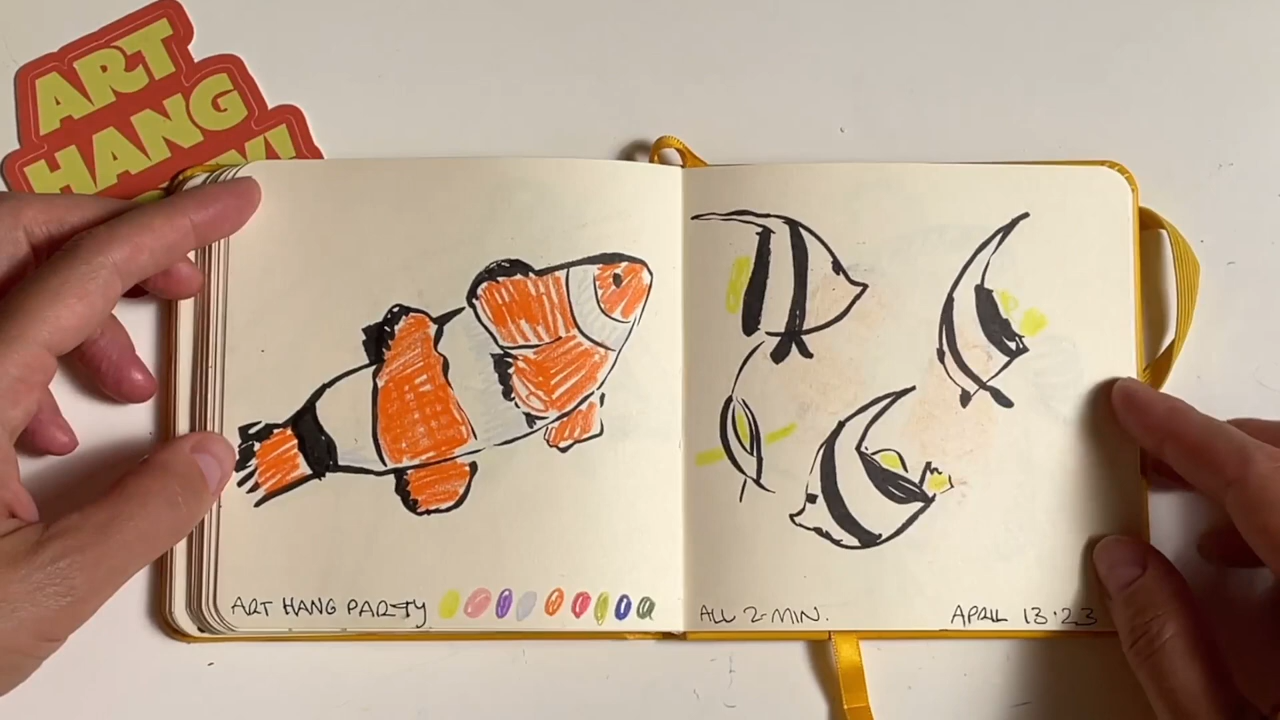 ART
HANG
ART HANG PARTY
ALL 2-MIN.
APRIL 13·23